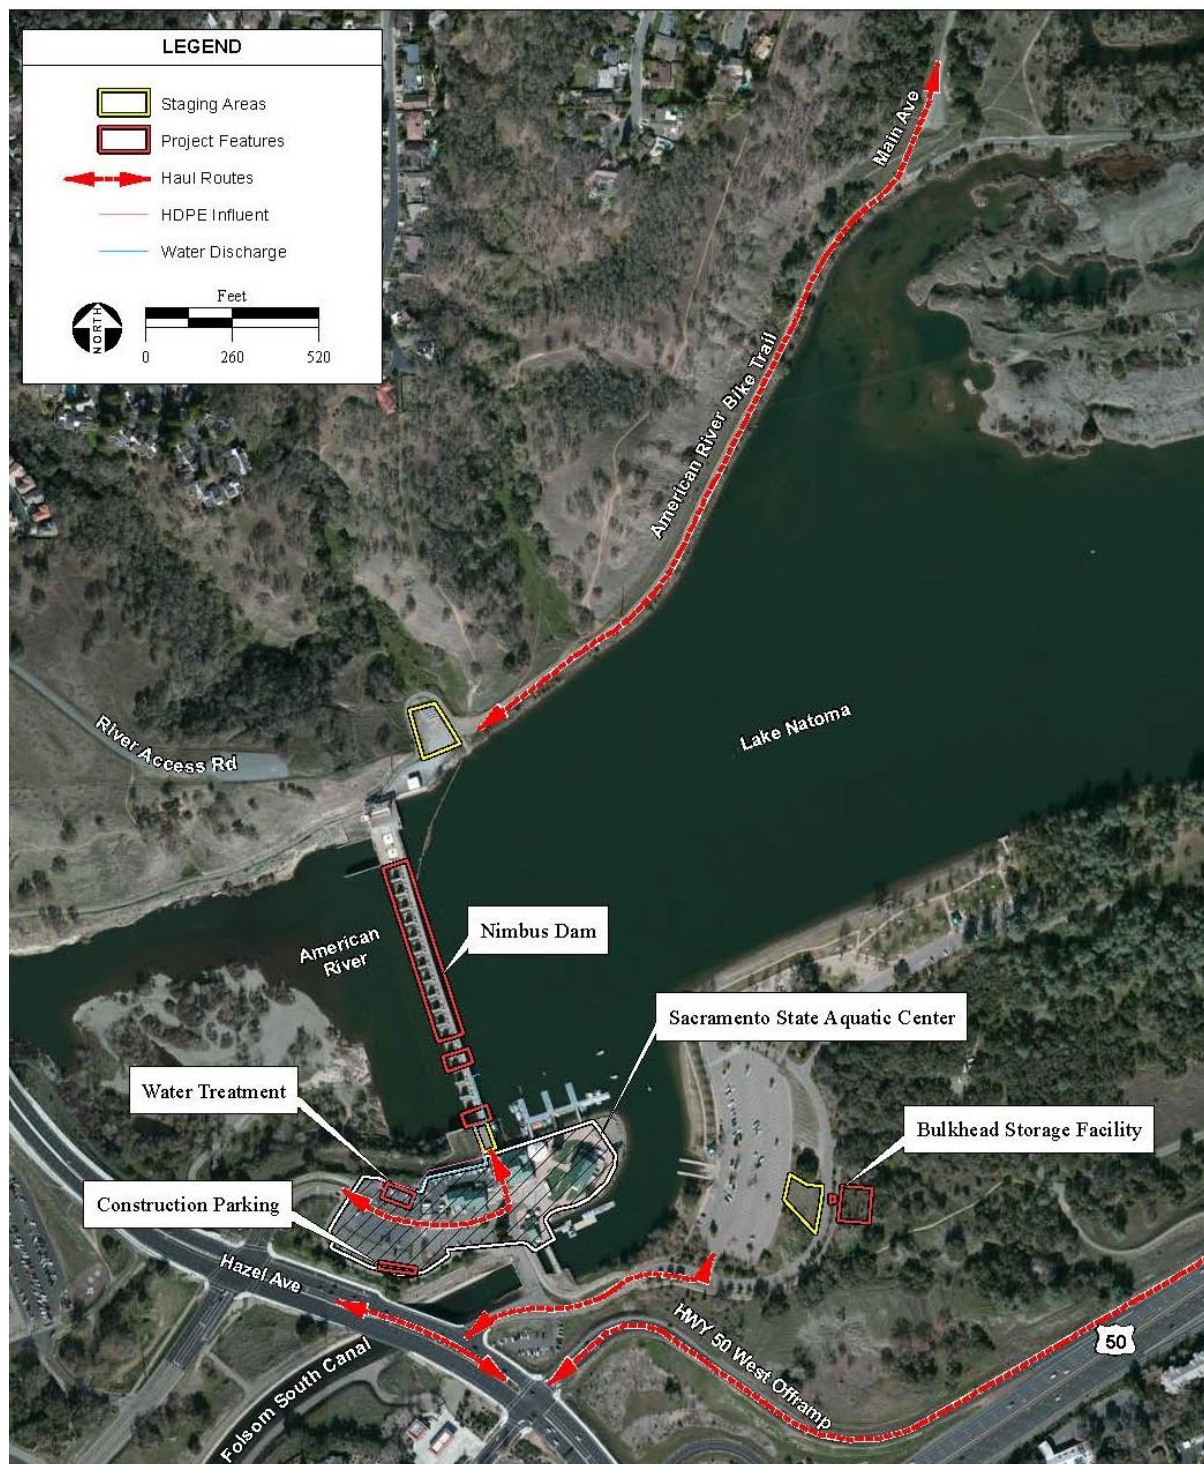 LEGEND
Staging Areas
Project Features
Haul Routes
HDPE Influent
Water Discharge
Feet
NORTH
0 260 520
Main Ave
American River Bike Trail
River Access Rd
Lake Natoma
American
River
Nimbus Dam
Sacramento State Aquatic Center
Water Treatment
Bulkhead Storage Facility
Construction Parking
Hazel Ave
HWY 50 West Offramp
50
Folsom South Canal